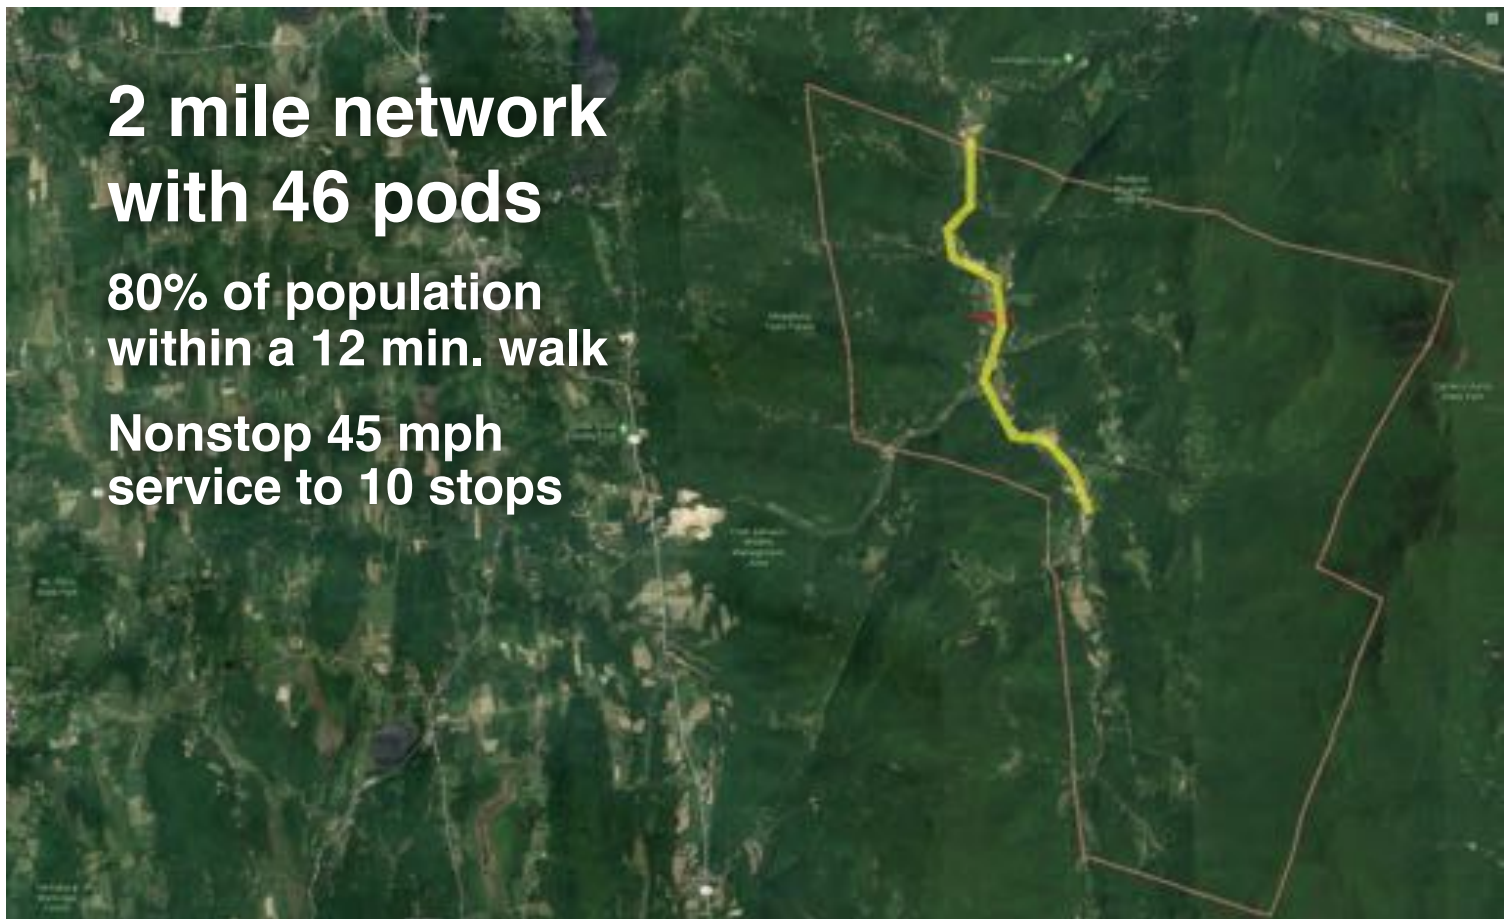 2 mile network
with 46 pods
80% of population
within a 12 min. walk
Nonstop 45 mph
service to 10 stops